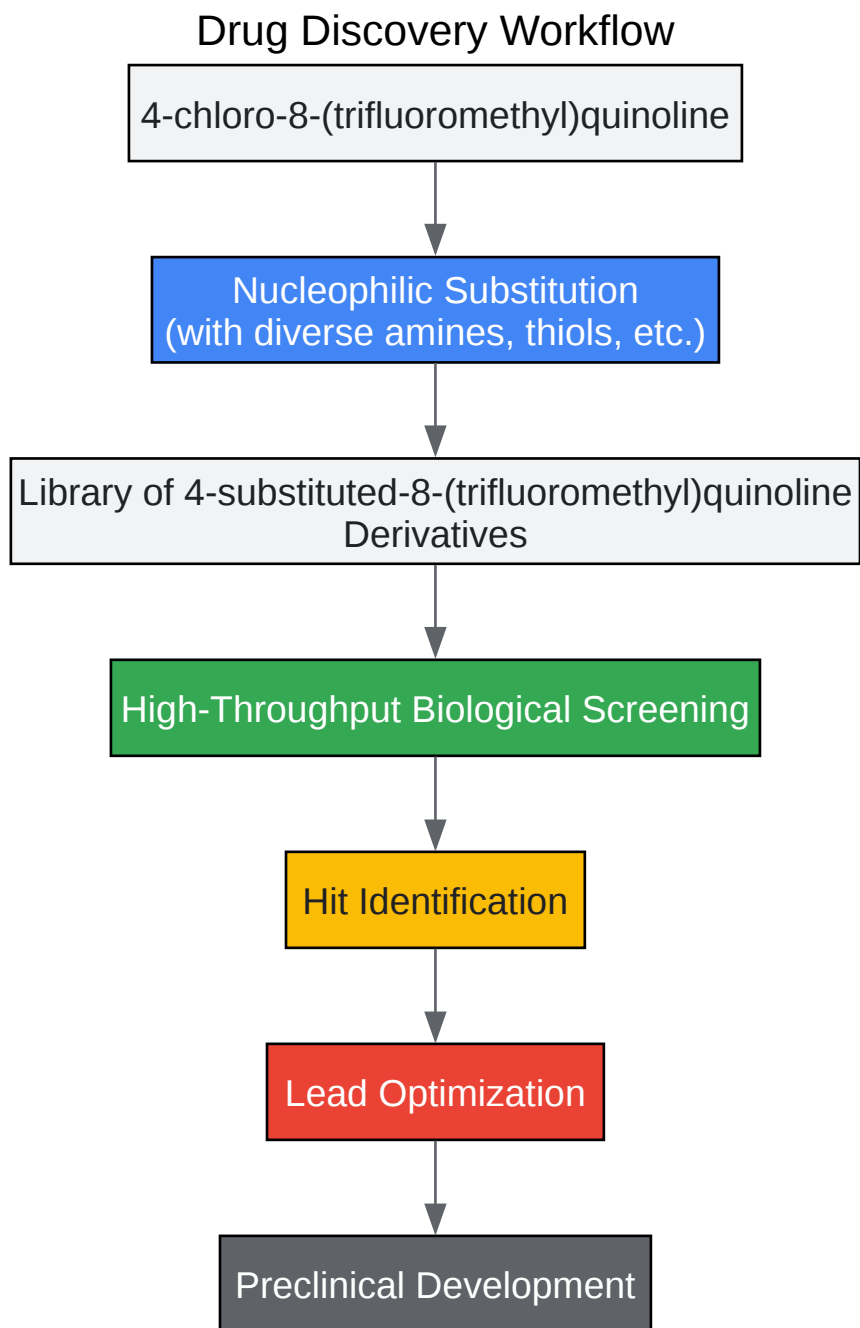 Drug Discovery Workflow
4-chloro-8-(trifluoromethyl)quinoline
Nucleophilic Substitution
(with diverse amines, thiols, etc.)
Library of 4-substituted-8-(trifluoromethyl)quinoline
Derivatives
High-Throughput Biological Screening
Hit Identification
Lead Optimization
Preclinical Development